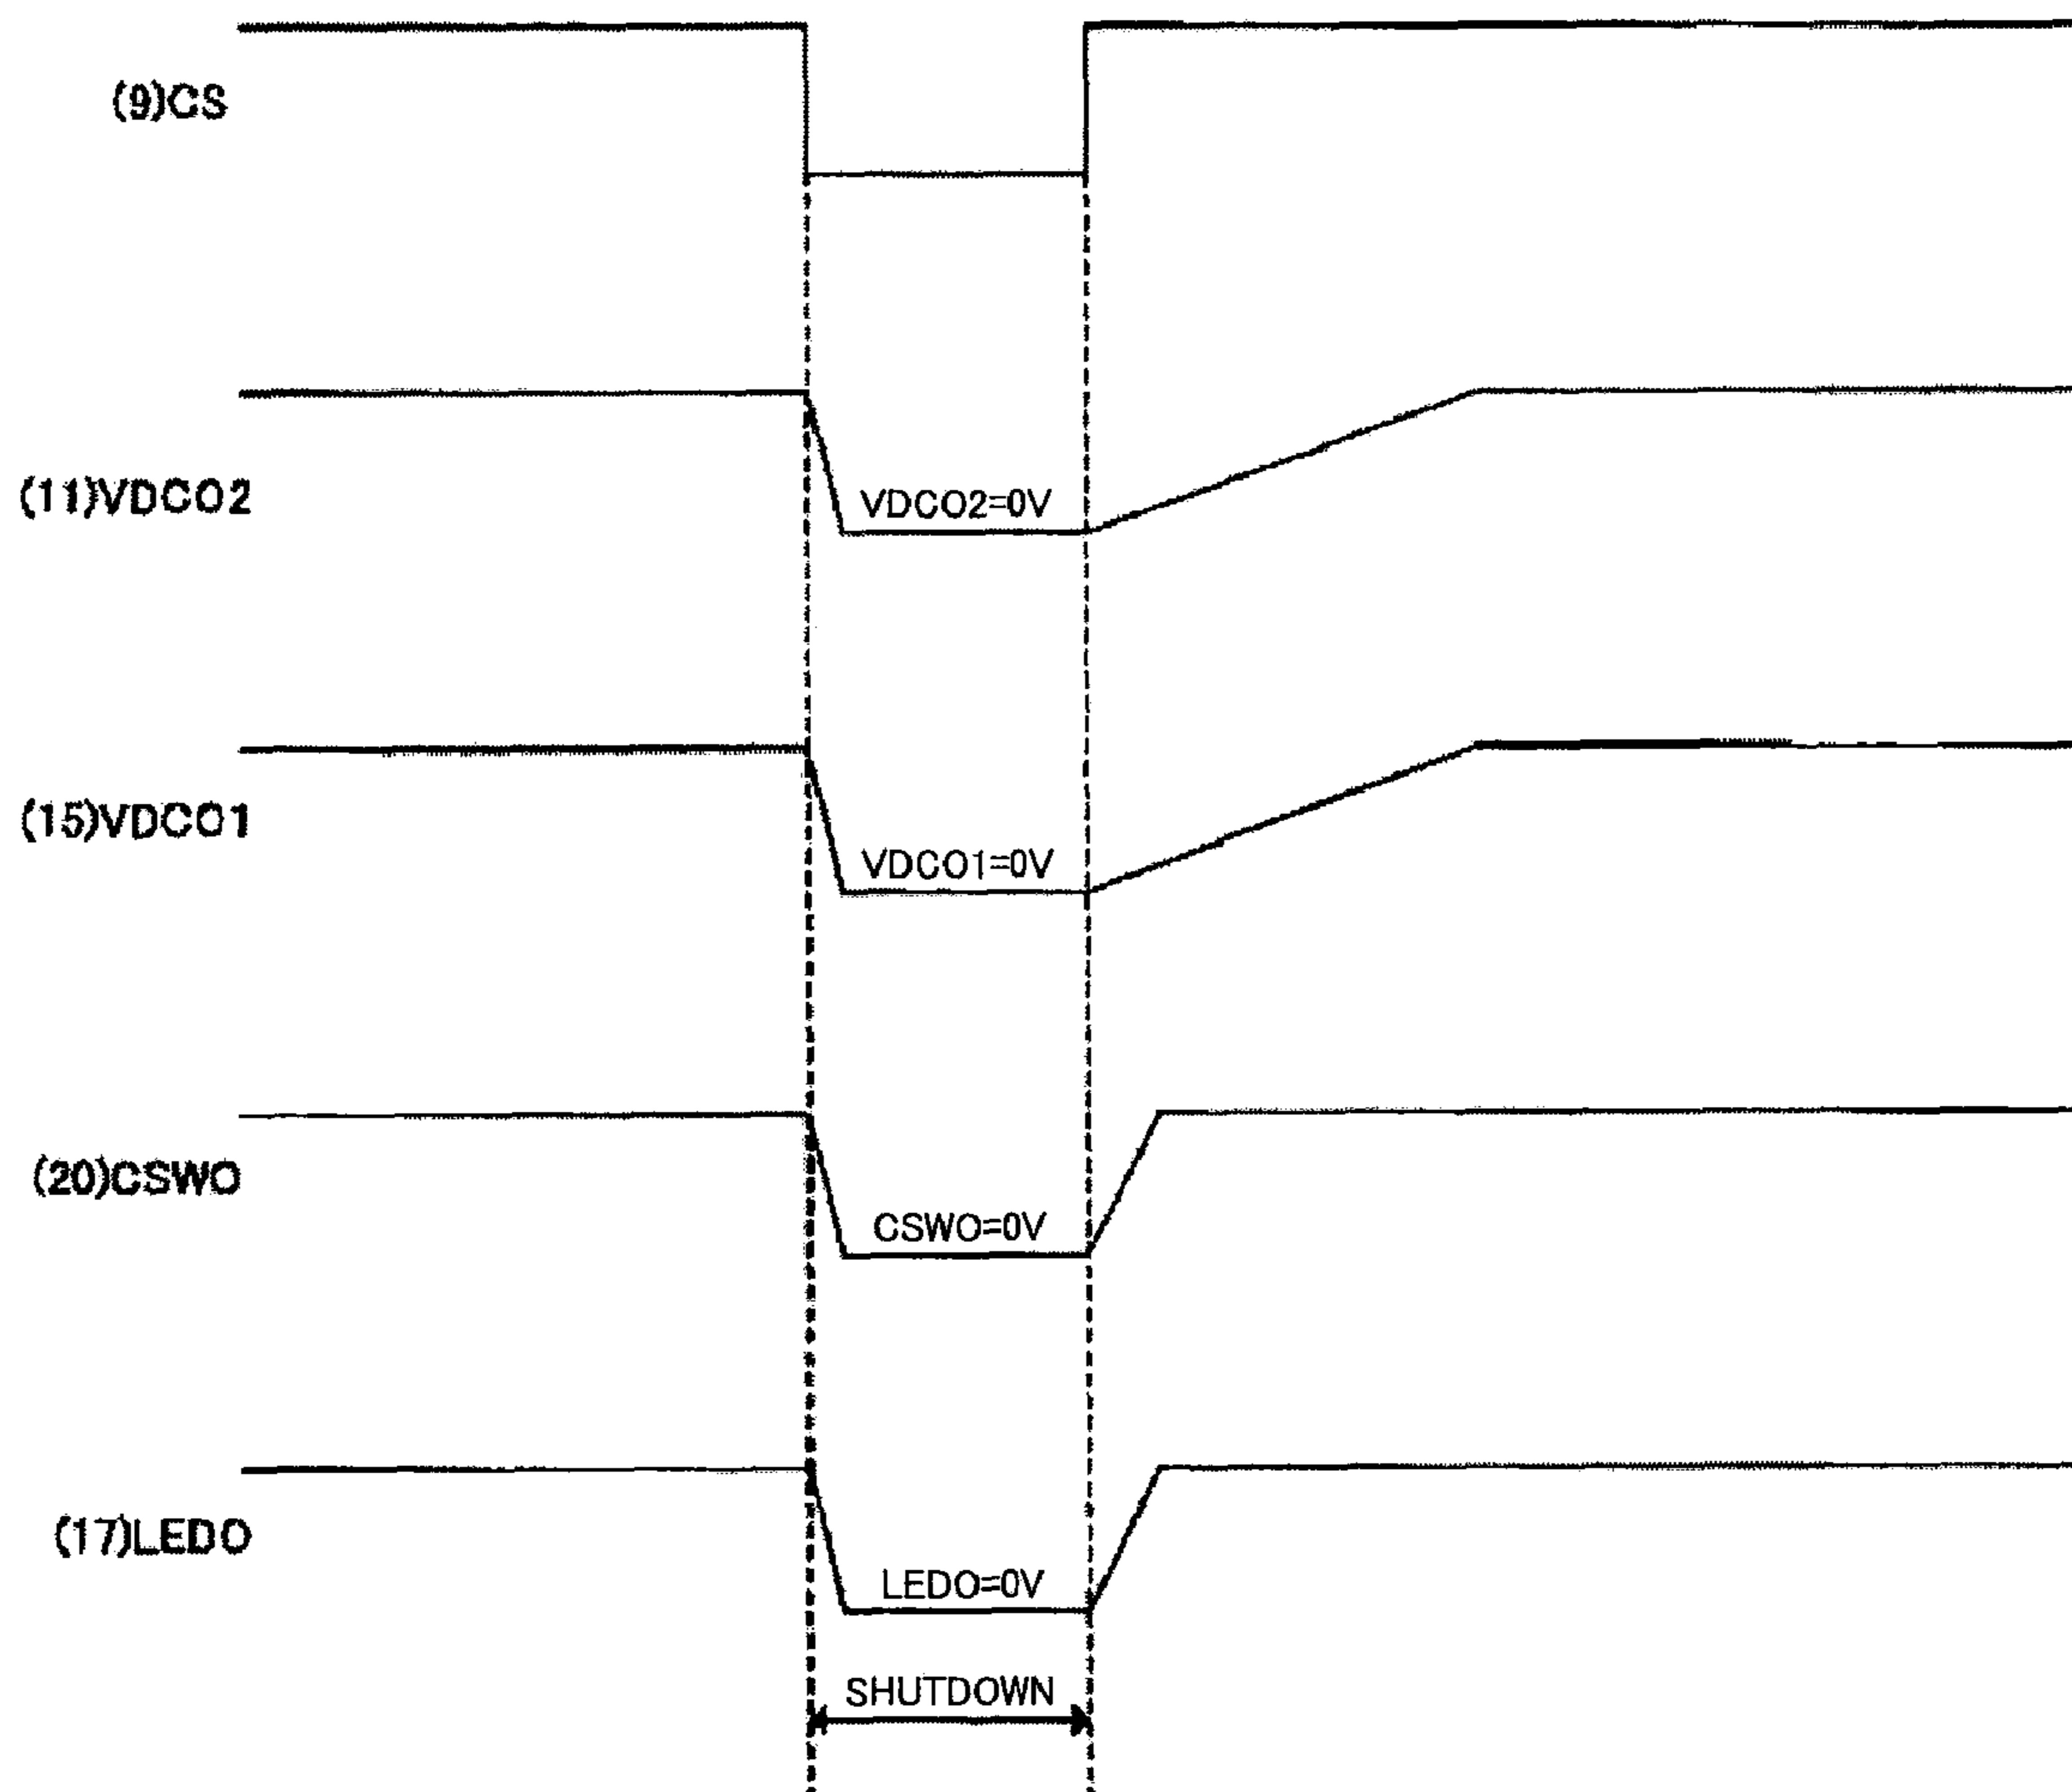 (9)CS
(11)VDCO2
VDCO2=0V
(15)VDCO1
VDCO1=0V
(20)CSWO
CSWO=0V
(17)LEDO
LEDO=0V
SHUTDOWN